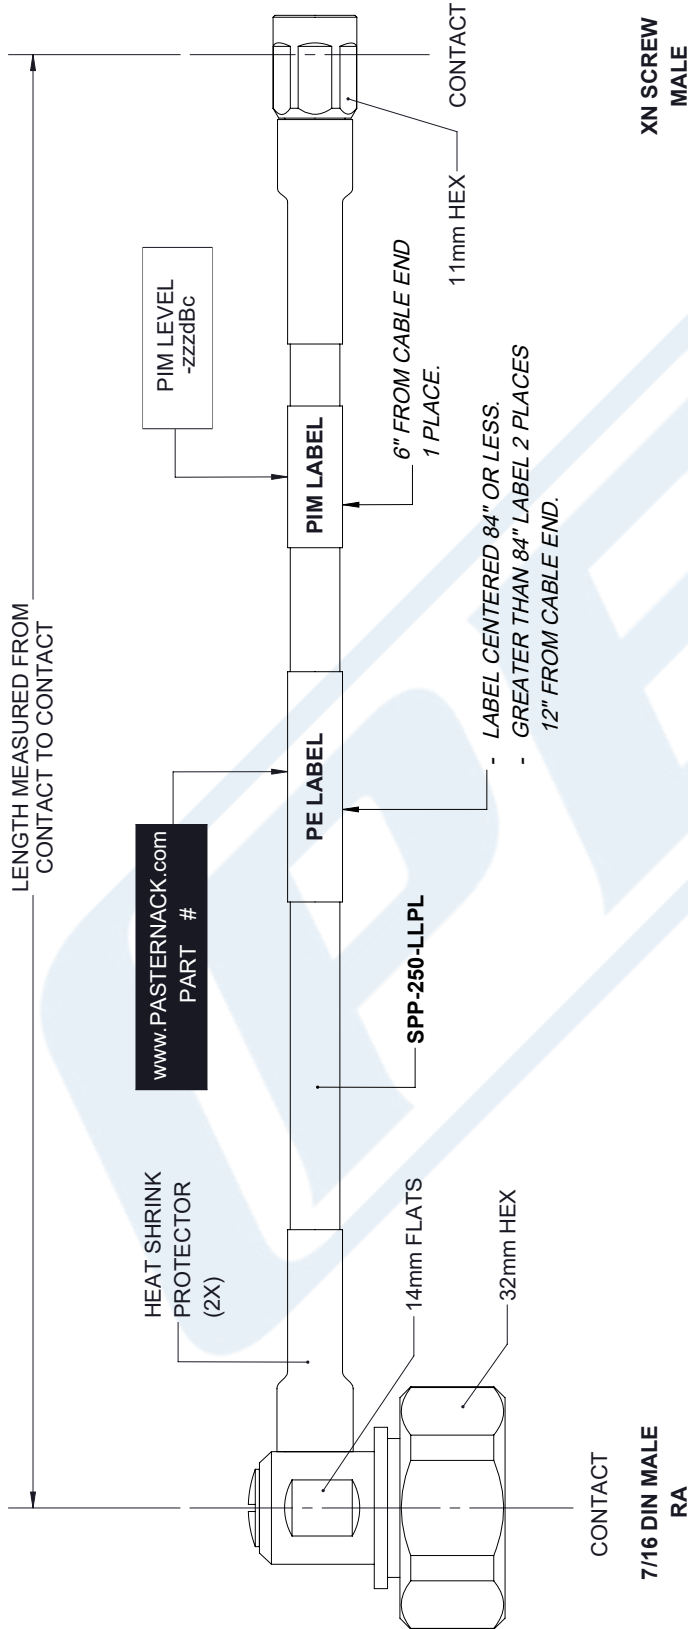 LENGTH MEASURED FROM
CONTACT TO CONTACT
www.PASTERNACK.com
PART #
PIM LEVEL
-zzzdBc
HEAT SHRINK
PROTECTOR
(2X)
PE LABEL
PIM LABEL
SPP-250-LLPL
14mm FLATS
32mm HEX
6" FROM CABLE END
1 PLACE.
11mm HEX
CONTACT
- LABEL CENTERED 84" OR LESS.
- GREATER THAN 84" LABEL 2 PLACES
12" FROM CABLE END.
CONTACT
7/16 DIN MALE
RA
XN SCREW
MALE